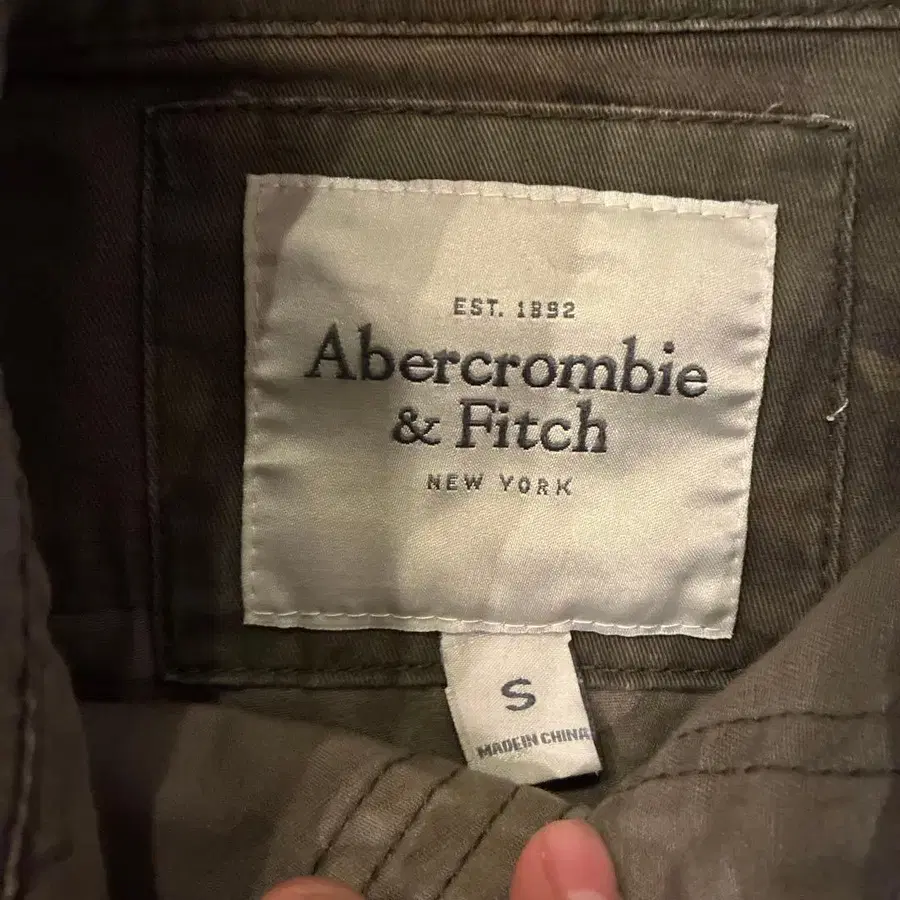 EST. 1892
Abercrombie
& Fitch
NEW YORK
S
MADE IN CHINA